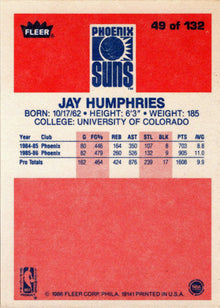 FLEER
PHOENIX
SUNS
49 of 132
JAY HUMPHRIES
BORN: 10/17/62 • HEIGHT: 6'3" • WEIGHT: 185
COLLEGE: UNIVERSITY OF COLORADO
Year Club G FG% REB AST STL BLK PTS AVG
1984-85 Phoenix 80 .446 164 350 107 8 703 8.8
1985-86 Phoenix 82 .479 260 526 132 9 905 11.0
Pro Totals 162 .464 424 876 239 17 1608 9.9
NBA
© 1986 FLEER CORP. PHILA. 19141 PRINTED IN U.S.A.